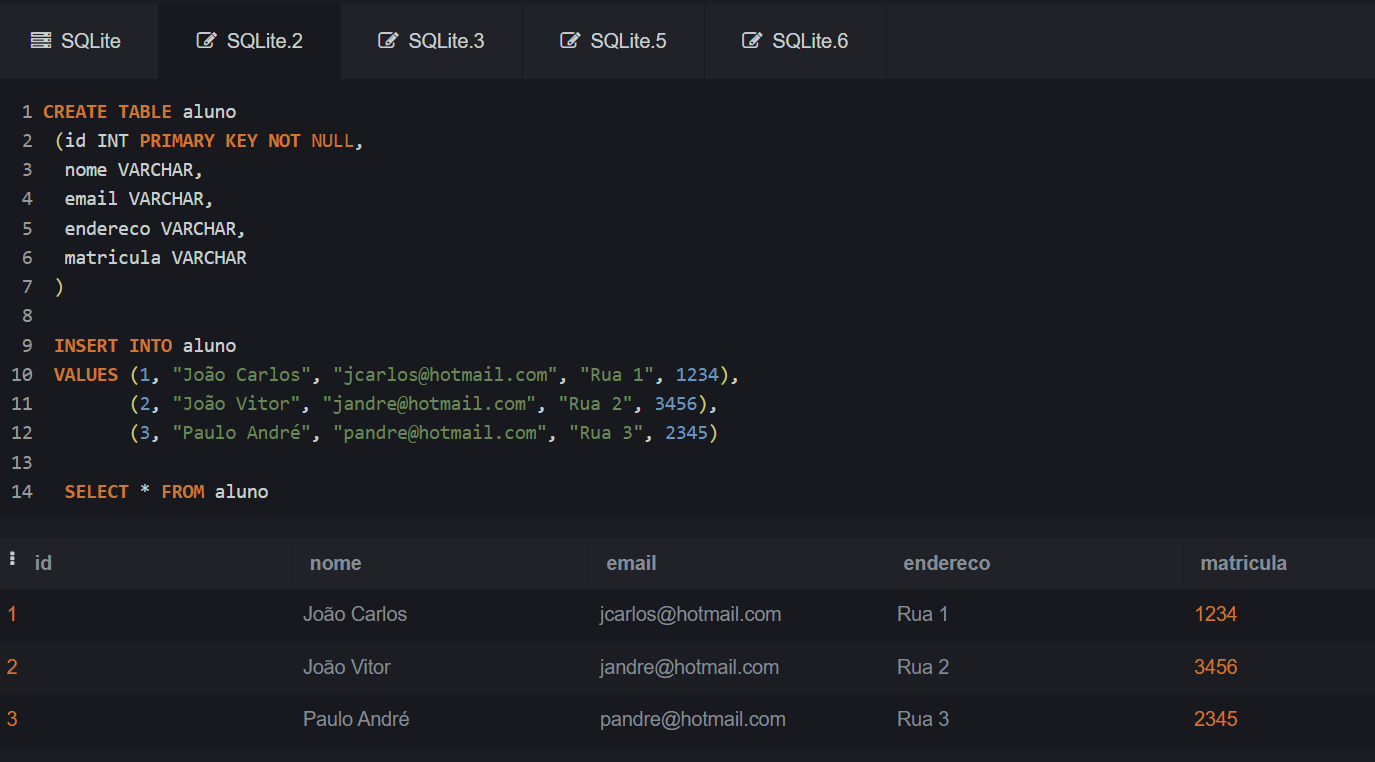 SQLite SQLite.2 SQLite.3 SQLite.5 SQLite.6
1 CREATE TABLE aluno
2 (id INT PRIMARY KEY NOT NULL,
3 nome VARCHAR,
4 email VARCHAR,
5 endereco VARCHAR,
6 matricula VARCHAR
7 )
8
9 INSERT INTO aluno
10 VALUES (1, "João Carlos", "jcarlos@hotmail.com", "Rua 1", 1234),
11 (2, "João Vitor", "jandre@hotmail.com", "Rua 2", 3456),
12 (3, "Paulo André", "pandre@hotmail.com", "Rua 3", 2345)
13
14 SELECT * FROM aluno
id nome email endereco matricula
1 João Carlos jcarlos@hotmail.com Rua 1 1234
2 João Vitor jandre@hotmail.com Rua 2 3456
3 Paulo André pandre@hotmail.com Rua 3 2345